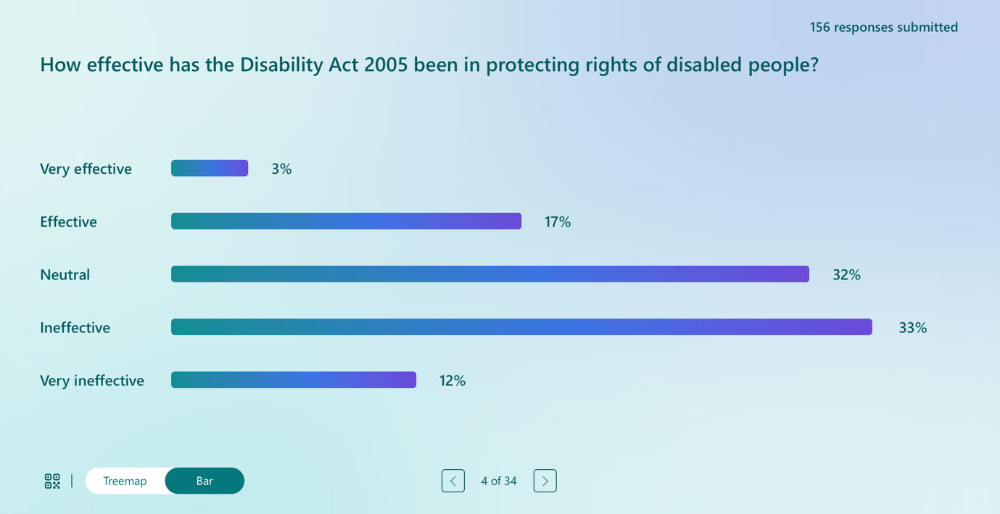 156 responses submitted
How effective has the Disability Act 2005 been in protecting rights of disabled people?
Very effective 3%
Effective 17%
Neutral 32%
Ineffective 33%
Very ineffective 12%
Treemap Bar 4 of 34